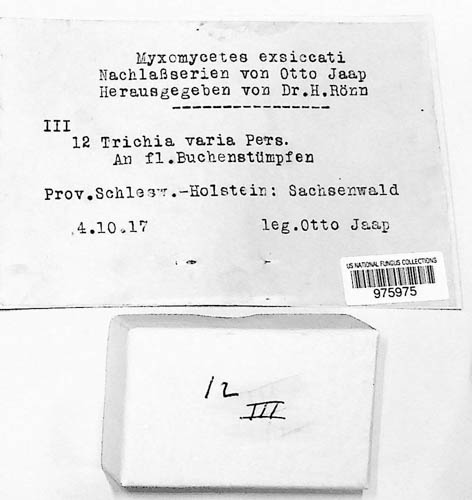 Myxomycetes exsiccati
Nachlaßserien von Otto Jaap
Herausgegeben von Dr.H.Rönn
----------------
III
12 Trichia varia Pers.
An fl.Buchenstümpfen
Prov.Schlesw.-Holstein: Sachsenwald
4.10.17 leg.Otto Jaap
US NATIONAL FUNGUS COLLECTIONS
975975
12
III